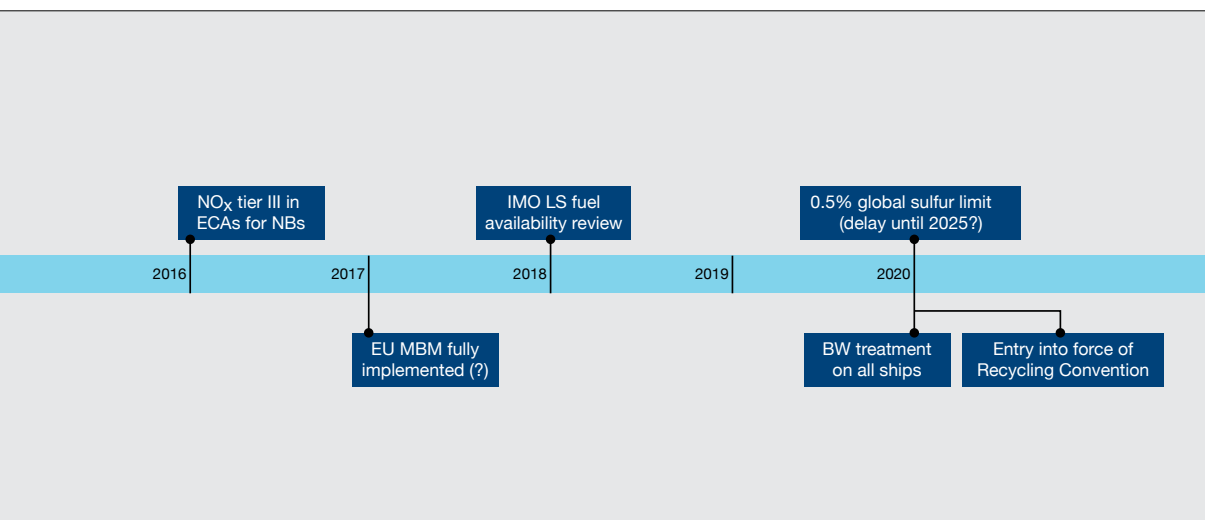 NOx tier III in
ECAs for NBs
IMO LS fuel
availability review
0.5% global sulfur limit
(delay until 2025?)
2016
2017
2018
2019
2020
EU MBM fully
implemented (?)
BW treatment
on all ships
Entry into force of
Recycling Convention